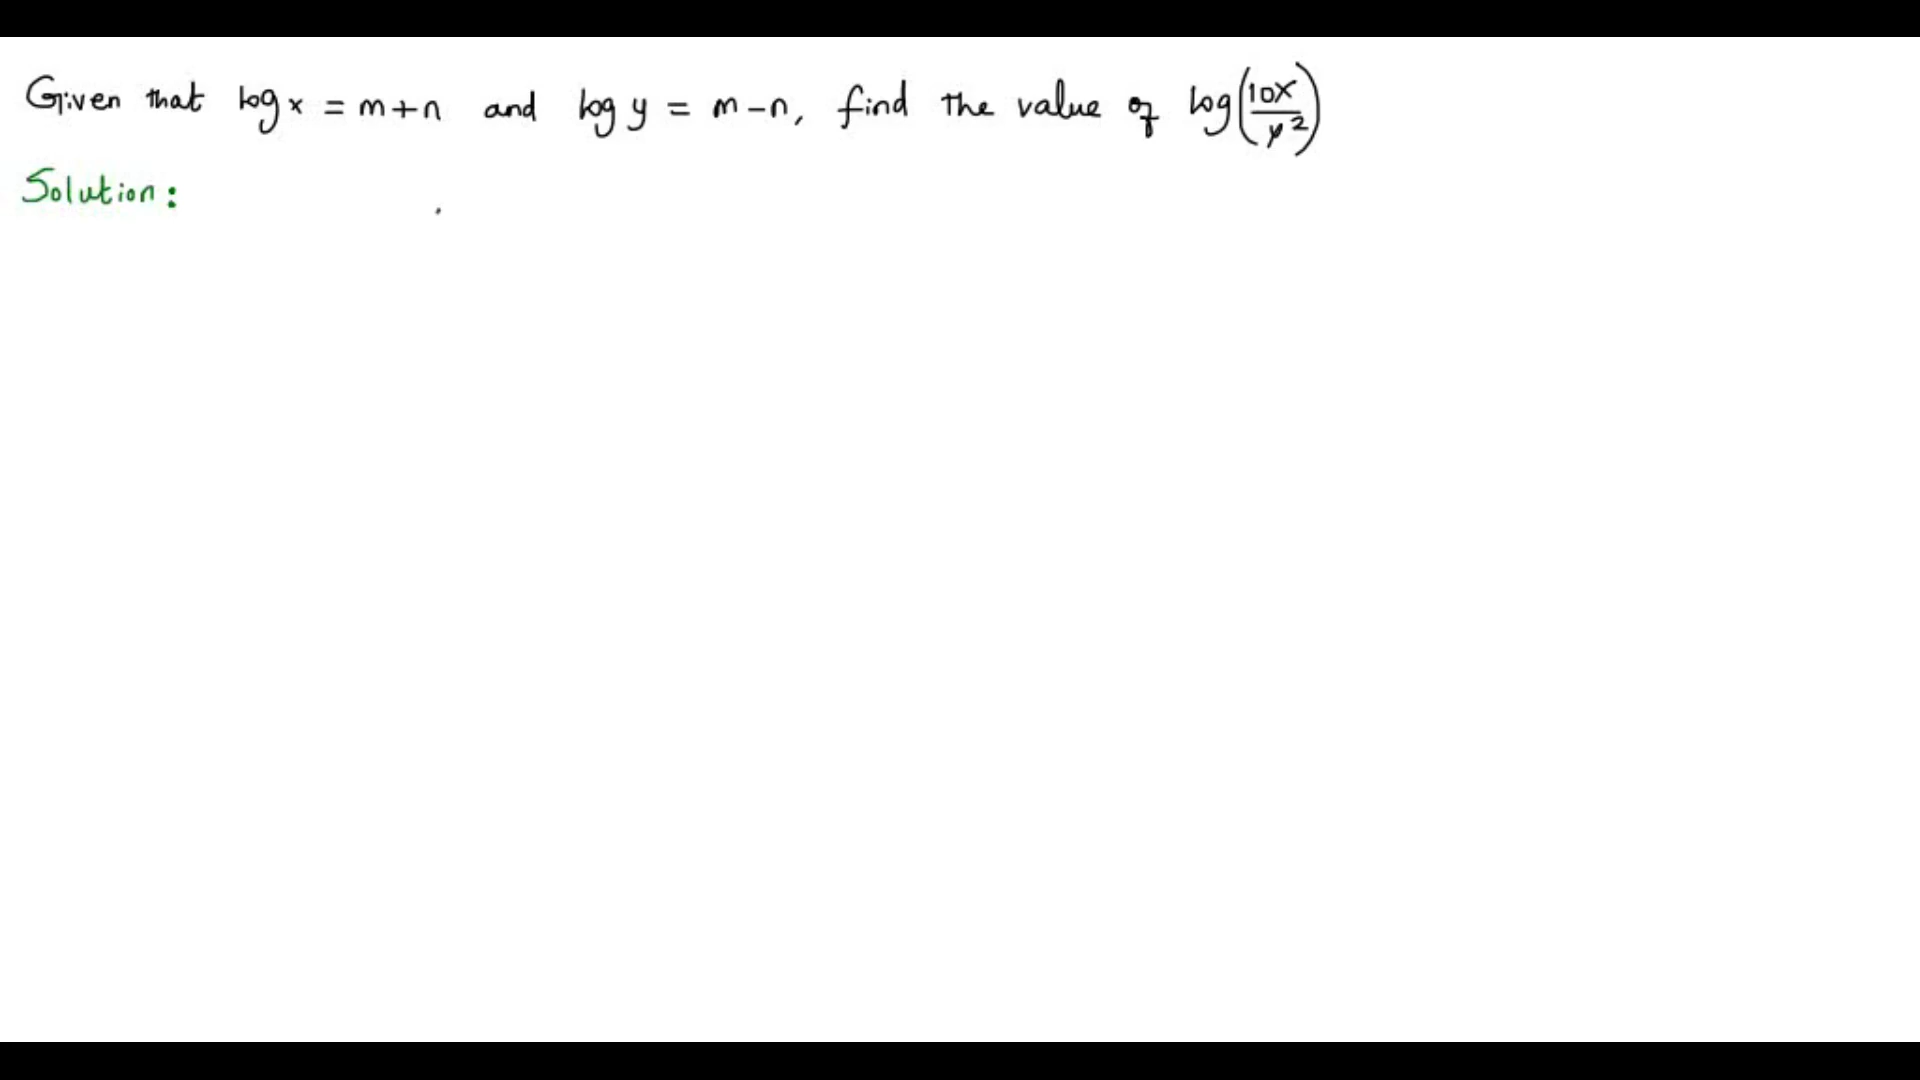 Given that log x = m+n and log y = m-n, find the value of log(10x/y²)
Solution: